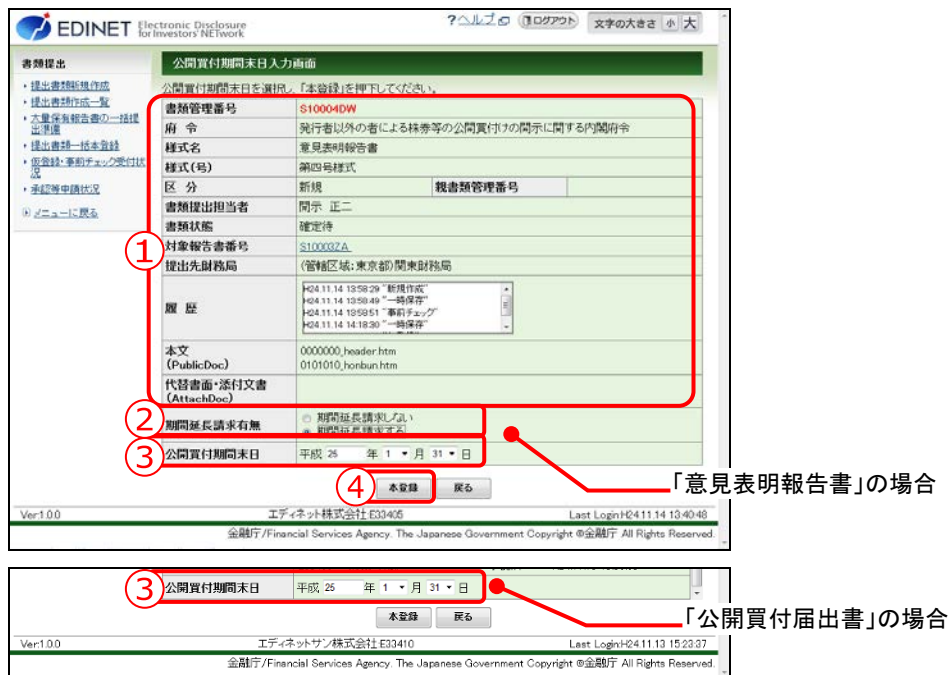 EDINET Electronic Disclosure for Investors' NETwork
?ヘルプ ログアウト 文字の大きさ 小 大
書類提出
提出書類新規作成
提出書類作成一覧
大量保有報告書の一括提出準備
提出書類一括本登録
仮登録・事前チェック受付状況
承認等申請状況
メニューに戻る
公開買付期間末日入力画面
公開買付期間末日を選択し、「本登録」を押下してください。
①
書類管理番号 S10004DW
府 令 発行者以外の者による株券等の公開買付けの開示に関する内閣府令
様式名 意見表明報告書
様式(号) 第四号様式
区 分 新規 親書類管理番号
書類提出担当者 開示 正二
書類状態 確定待
対象報告書番号 S10003ZA
提出先財務局 (管轄区域:東京都)関東財務局
履 歴
H24.11.14 13:58:29 "新規作成"
H24.11.14 13:58:49 "一時保存"
H24.11.14 13:58:51 "事前チェック"
H24.11.14 14:18:30 "一時保存"
本文 (PublicDoc)
0000000_header.htm
0101010_honbun.htm
代替書面・添付文書 (AttachDoc)
② 期間延長請求有無
期間延長請求しない
期間延長請求する
③ 公開買付期間末日 平成 25 年 1 月 31 日
④ 本登録 戻る
「意見表明報告書」の場合
Ver.1.0.0 エディネット株式会社:E33405 Last Login:H24.11.14 13:40:48
金融庁/Financial Services Agency. The Japanese Government Copyright ©金融庁 All Rights Reserved.
③ 公開買付期間末日 平成 25 年 1 月 31 日
本登録 戻る
「公開買付届出書」の場合
Ver.1.0.0 エディネットサン株式会社:E33410 Last Login:H24.11.13 15:23:37
金融庁/Financial Services Agency. The Japanese Government Copyright ©金融庁 All Rights Reserved.